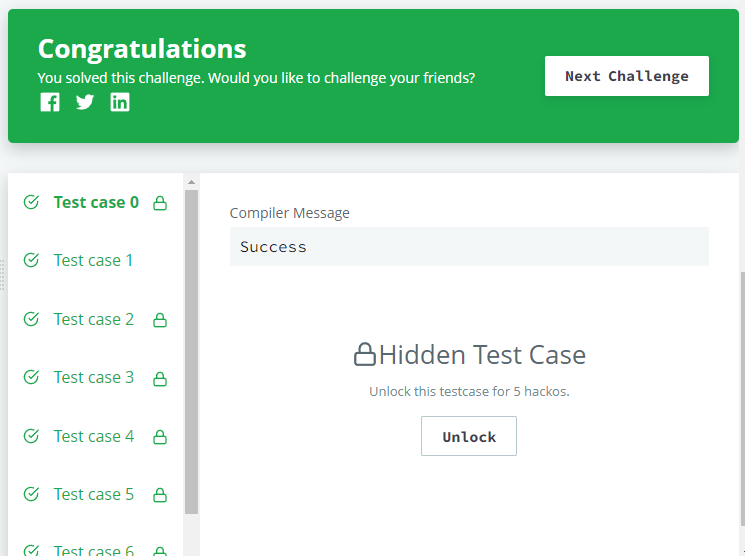 Congratulations
You solved this challenge. Would you like to challenge your friends?
Next Challenge
Test case 0
Test case 1
Test case 2
Test case 3
Test case 4
Test case 5
Test case 6
Compiler Message
Success
Hidden Test Case
Unlock this testcase for 5 hackos.
Unlock